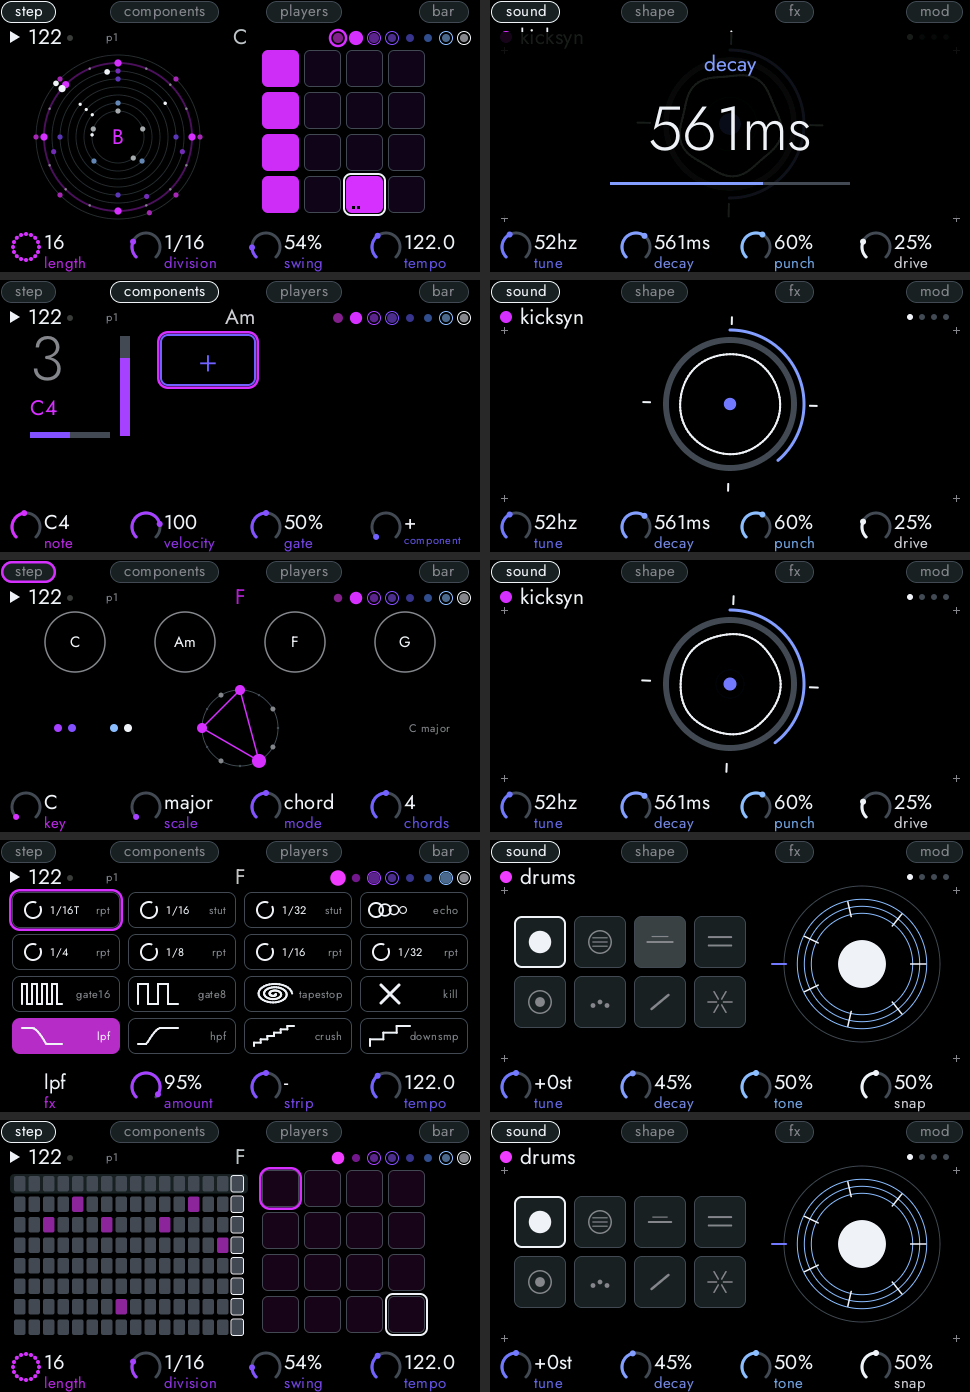 step components players bar
122 p1 C
B
16 1/16 54% 122.0
length division swing tempo
sound shape fx mod
kicksyn
decay
561ms
52hz 561ms 60% 25%
tune decay punch drive
step components players bar
122 p1 Am
3
C4
+
C4 100 50% +
note velocity gate component
sound shape fx mod
kicksyn
52hz 561ms 60% 25%
tune decay punch drive
step components players bar
122 p1 F
C Am F G
C major
C major chord 4
key scale mode chords
sound shape fx mod
kicksyn
52hz 561ms 60% 25%
tune decay punch drive
step components players bar
122 p1 F
1/16T rpt 1/16 stut 1/32 stut echo
1/4 rpt 1/8 rpt 1/16 rpt 1/32 rpt
gate16 gate8 tapestop kill
lpf hpf crush downsmp
lpf 95% - 122.0
fx amount strip tempo
sound shape fx mod
drums
+0st 45% 50% 50%
tune decay tone snap
step components players bar
122 p1 F
16 1/16 54% 122.0
length division swing tempo
sound shape fx mod
drums
+0st 45% 50% 50%
tune decay tone snap